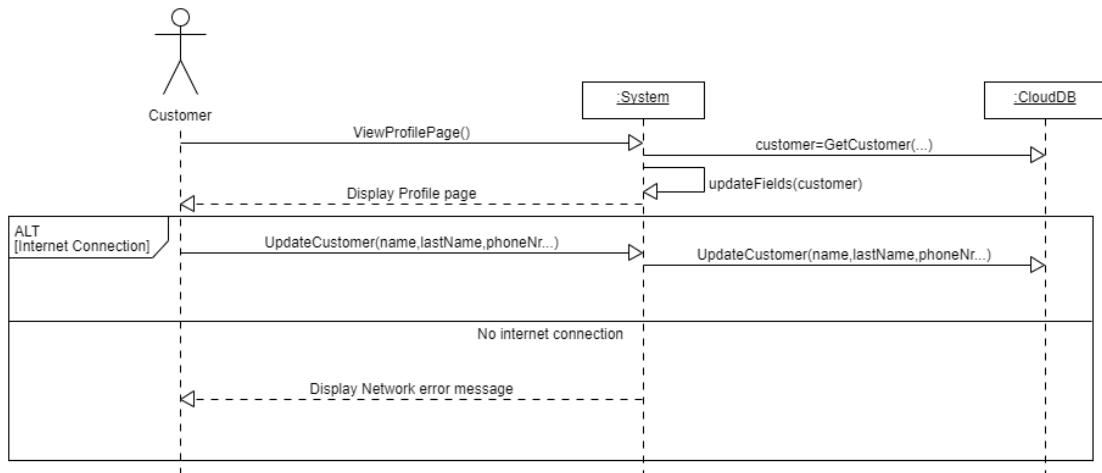 Customer
:System
:CloudDB
ViewProfilePage()
customer=GetCustomer(...)
updateFields(customer)
Display Profile page
ALT
[Internet Connection]
UpdateCustomer(name,lastName,phoneNr...)
UpdateCustomer(name,lastName,phoneNr...)
No internet connection
Display Network error message